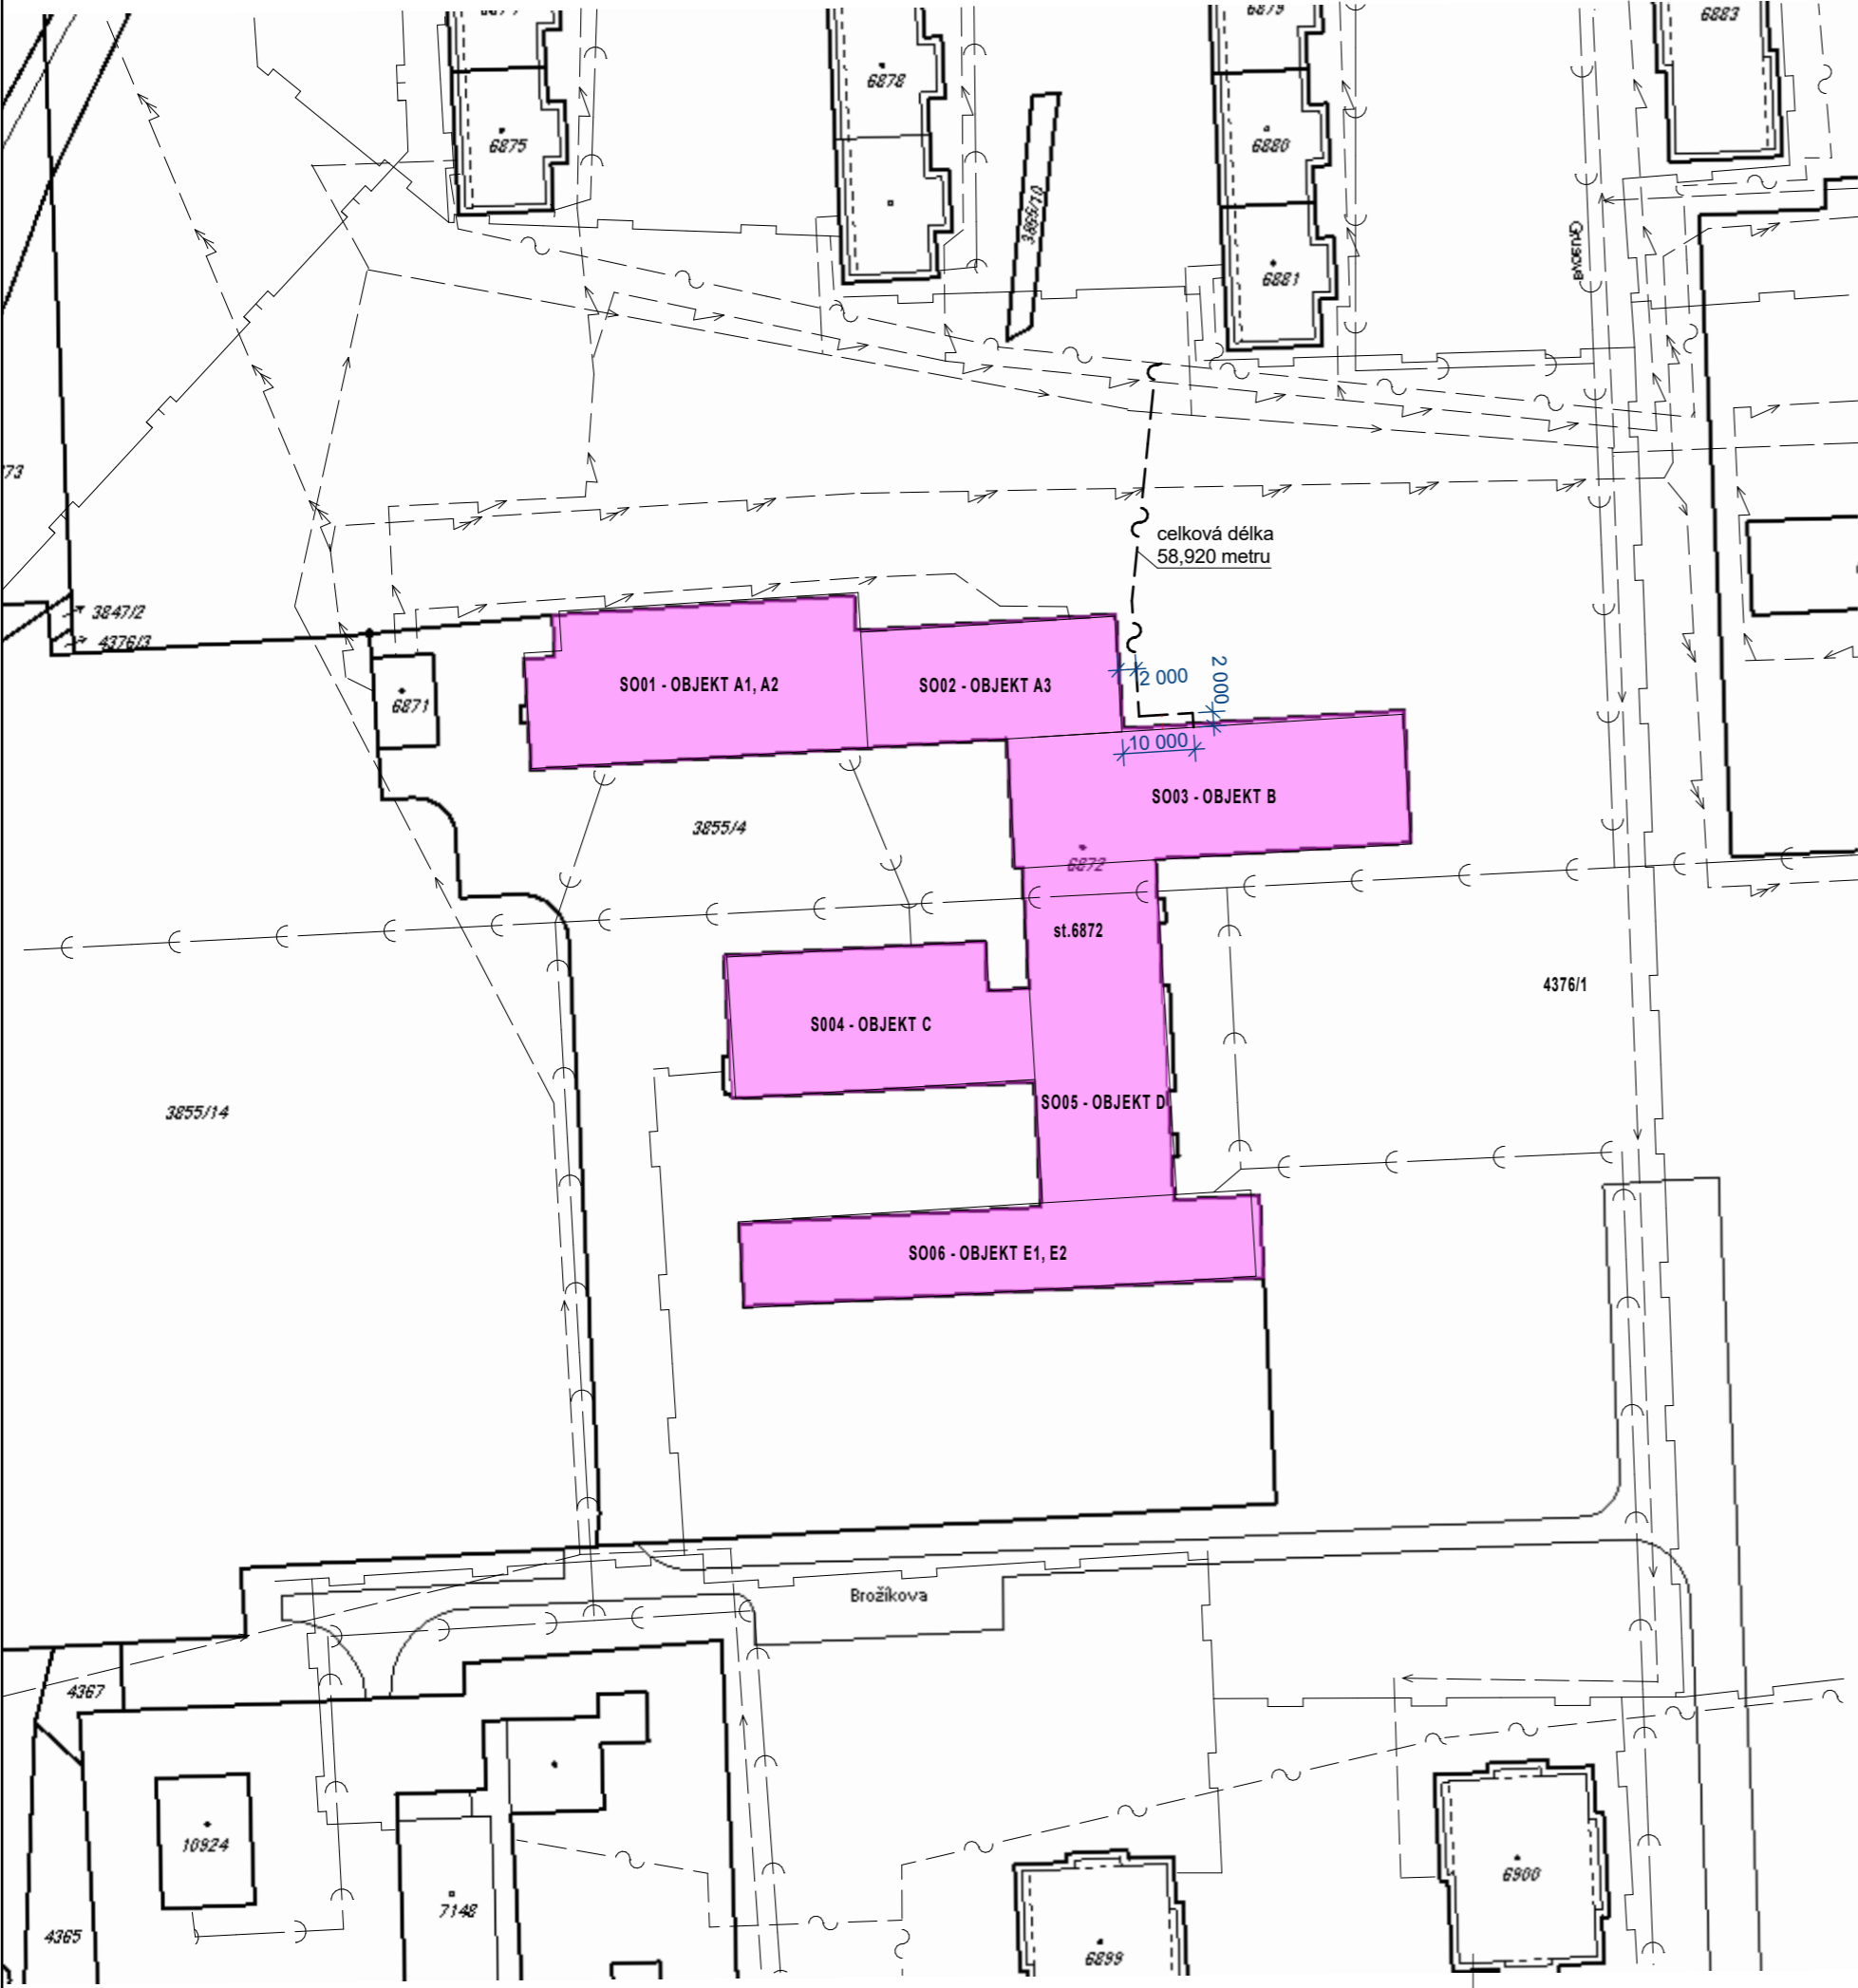 6879
6883
6878
6875
6880
3855/10
Gruzova
6881
73
celková délka
58,920 metru
3847/2
4376/3
SO01 - OBJEKT A1, A2
SO02 - OBJEKT A3
2 000
2 000
6871
10 000
SO03 - OBJEKT B
3855/4
6872
st.6872
4376/1
S004 - OBJEKT C
3855/14
SO05 - OBJEKT D
SO06 - OBJEKT E1, E2
Brožíkova
4367
10924
6900
7148
4365
6899